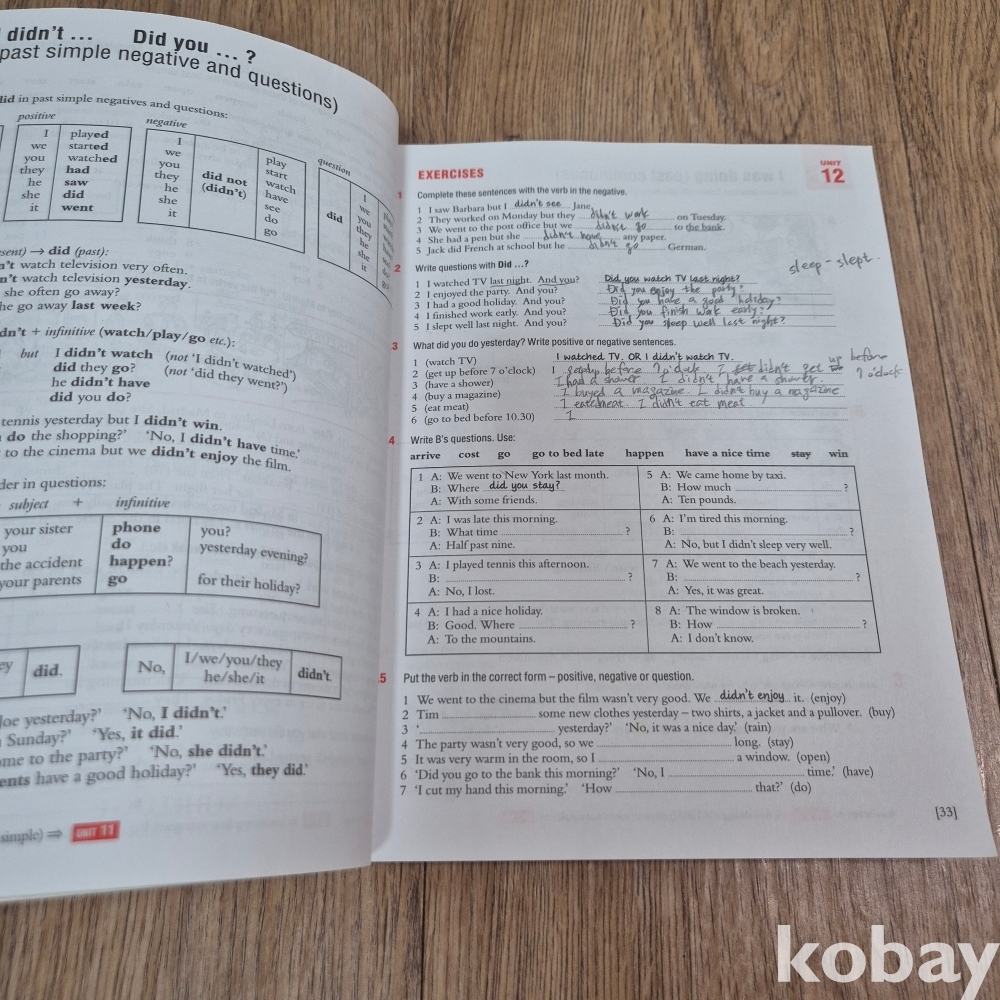 I didn't ... Did you ... ?
past simple negative and questions)
did in past simple negatives and questions:
positive
I played
we started
you watched
they had
he saw
she did
it went
negative
I
we
you
they
he
she
it
did not
(didn't)
play
start
watch
have
see
do
go
question
did
I
we
you
they
he
she
it
→ did (past):
n't watch television very often.
n't watch television yesterday.
she often go away?
he go away last week?
+ infinitive (watch/play/go etc.):
but I didn't watch (not 'I didn't watched')
did they go? (not 'did they went?')
he didn't have
did you do?
tennis yesterday but I didn't win.
do the shopping?' 'No, I didn't have time.'
to the cinema but we didn't enjoy the film.
in questions:
subject + infinitive
your sister phone you?
you do yesterday evening?
the accident happen?
your parents go for their holiday?
did.
No, I/we/you/they he/she/it didn't.
Joe yesterday?' 'No, I didn't.'
Sunday?' 'Yes, it did.'
me to the party?' 'No, she didn't.'
have a good holiday?' 'Yes, they did.'
simple) ⇒ UNIT 11
EXERCISES
UNIT
12
1 Complete these sentences with the verb in the negative.
1 I saw Barbara but I didn't see Jane.
2 They worked on Monday but they didn't work on Tuesday.
3 We went to the post office but we didn't go to the bank.
4 She had a pen but she didn't have any paper.
5 Jack did French at school but he didn't go German.
sleep - slept.
2 Write questions with Did ...?
1 I watched TV last night. And you? Did you watch TV last night?
2 I enjoyed the party. And you? Did you enjoy the party?
3 I had a good holiday. And you? Did you have a good holiday?
4 I finished work early. And you? Did you finish wok early?
5 I slept well last night. And you? Did you sleep well last night?
3 What did you do yesterday? Write positive or negative sentences.
1 (watch TV) I watched TV. OR I didn't watch TV.
2 (get up before 7 o'clock) I before 7 o'clock I didn't get up before 7 o'clock
3 (have a shower) I had a shower I didn't have a shower.
4 (buy a magazine) I buyed a magazine. I didn't buy a magazine
5 (eat meat) I eated meat. I didn't eat meat
6 (go to bed before 10.30) I
4 Write B's questions. Use:
arrive cost go go to bed late happen have a nice time stay win
1 A: We went to New York last month.
B: Where did you stay?
A: With some friends.
2 A: I was late this morning.
B: What time ?
A: Half past nine.
3 A: I played tennis this afternoon.
B: ?
A: No, I lost.
4 A: I had a nice holiday.
B: Good. Where ?
A: To the mountains.
5 A: We came home by taxi.
B: How much ?
A: Ten pounds.
6 A: I'm tired this morning.
B: ?
A: No, but I didn't sleep very well.
7 A: We went to the beach yesterday.
B: ?
A: Yes, it was great.
8 A: The window is broken.
B: How ?
A: I don't know.
5 Put the verb in the correct form – positive, negative or question.
1 We went to the cinema but the film wasn't very good. We didn't enjoy it. (enjoy)
2 Tim some new clothes yesterday – two shirts, a jacket and a pullover. (buy)
3 ' yesterday?' 'No, it was a nice day.' (rain)
4 The party wasn't very good, so we long. (stay)
5 It was very warm in the room, so I a window. (open)
6 'Did you go to the bank this morning?' 'No, I time.' (have)
7 'I cut my hand this morning.' 'How that?' (do)
[33]
kobay